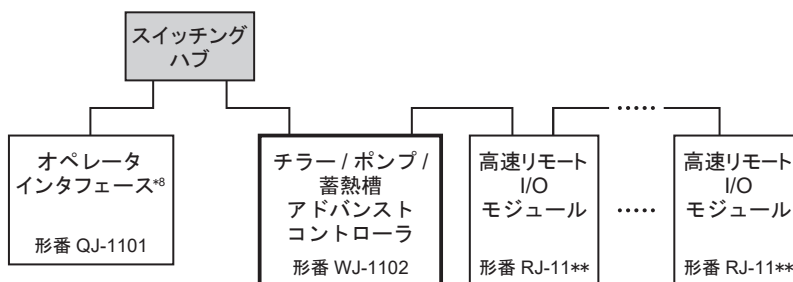 スイッチング
ハブ
オペレータ
インタフェース*8
形番 QJ-1101
チラー / ポンプ /
蓄熱槽
アドバンスト
コントローラ
形番 WJ-1102
高速リモート
I/O
モジュール
形番 RJ-11**
.....
.....
高速リモート
I/O
モジュール
形番 RJ-11**